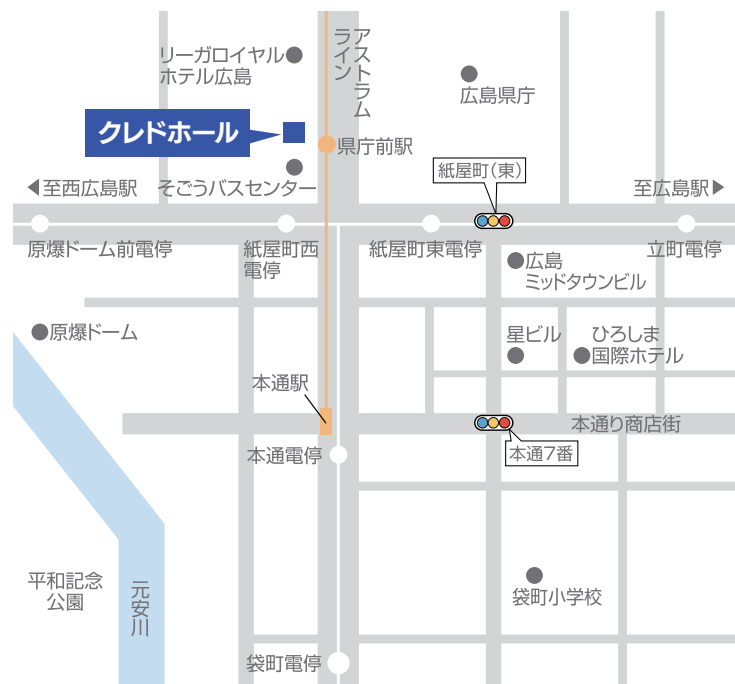 リーガロイヤル
ホテル広島
アストラム
ライン
広島県庁
クレドホール
県庁前駅
紙屋町(東)
至西広島駅
そごうバスセンター
至広島駅
原爆ドーム前電停
紙屋町西
電停
紙屋町東電停
立町電停
広島
ミッドタウンビル
原爆ドーム
星ビル
ひろしま
国際ホテル
本通駅
本通り商店街
本通電停
本通7番
平和記念
公園
元安川
袋町小学校
袋町電停